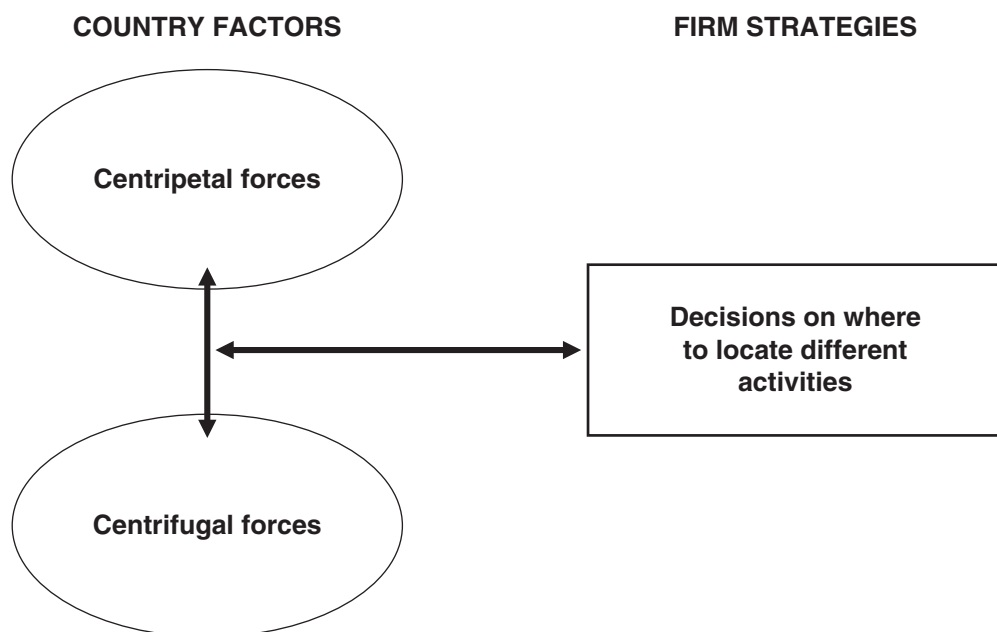 COUNTRY FACTORS
FIRM STRATEGIES
Centripetal forces
Decisions on where
to locate different
activities
Centrifugal forces